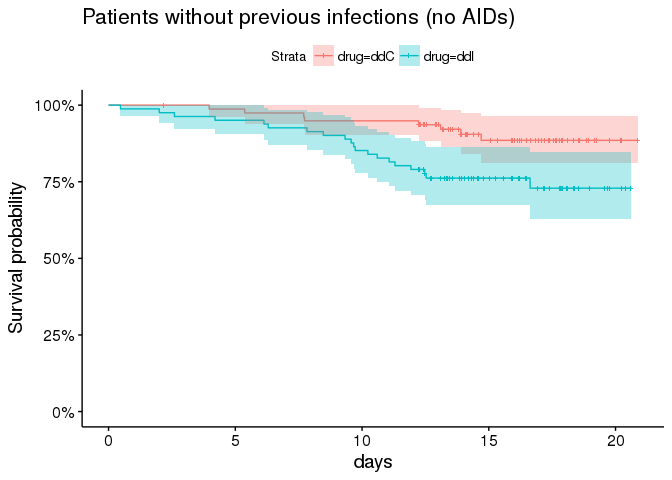 Patients without previous infections (no AIDs)
Strata drug=ddC drug=ddI
100%
75%
50%
25%
0%
Survival probability
0 5 10 15 20
days